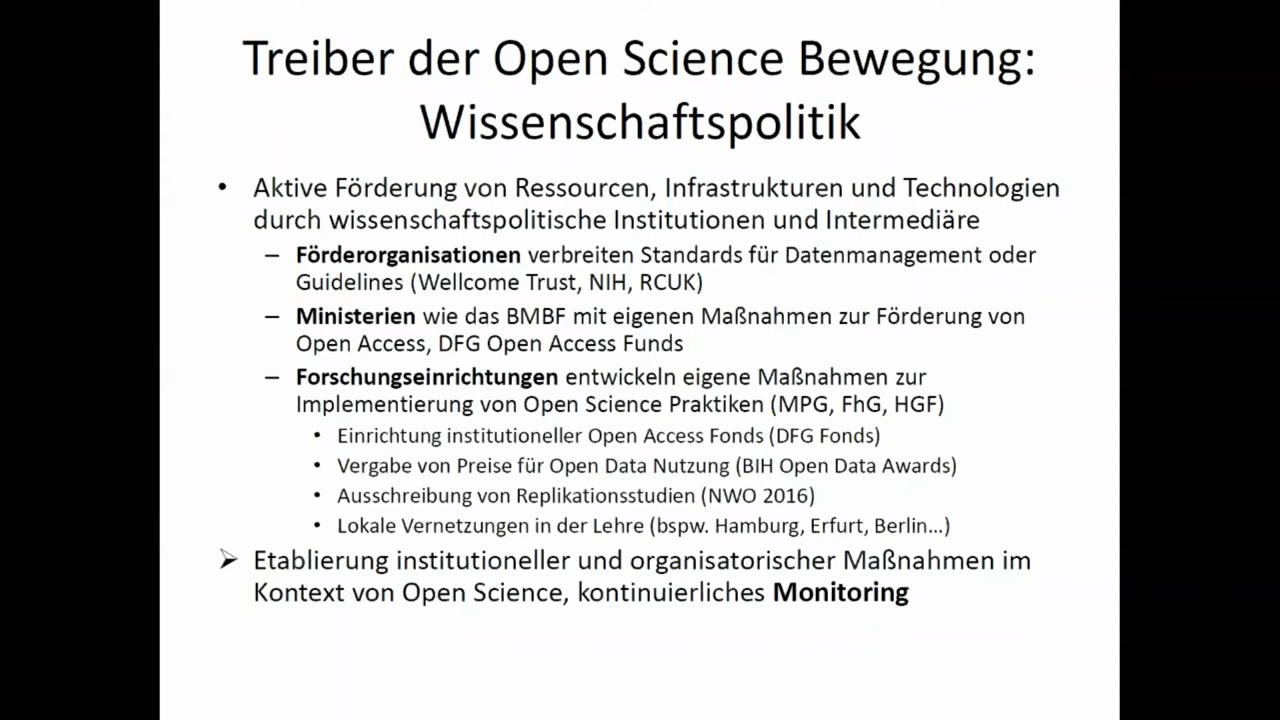 Treiber der Open Science Bewegung:
Wissenschaftspolitik
• Aktive Förderung von Ressourcen, Infrastrukturen und Technologien
durch wissenschaftspolitische Institutionen und Intermediäre
– Förderorganisationen verbreiten Standards für Datenmanagement oder
Guidelines (Wellcome Trust, NIH, RCUK)
– Ministerien wie das BMBF mit eigenen Maßnahmen zur Förderung von
Open Access, DFG Open Access Funds
– Forschungseinrichtungen entwickeln eigene Maßnahmen zur
Implementierung von Open Science Praktiken (MPG, FhG, HGF)
• Einrichtung institutioneller Open Access Fonds (DFG Fonds)
• Vergabe von Preise für Open Data Nutzung (BIH Open Data Awards)
• Ausschreibung von Replikationsstudien (NWO 2016)
• Lokale Vernetzungen in der Lehre (bspw. Hamburg, Erfurt, Berlin…)
➢ Etablierung institutioneller und organisatorischer Maßnahmen im
Kontext von Open Science, kontinuierliches Monitoring